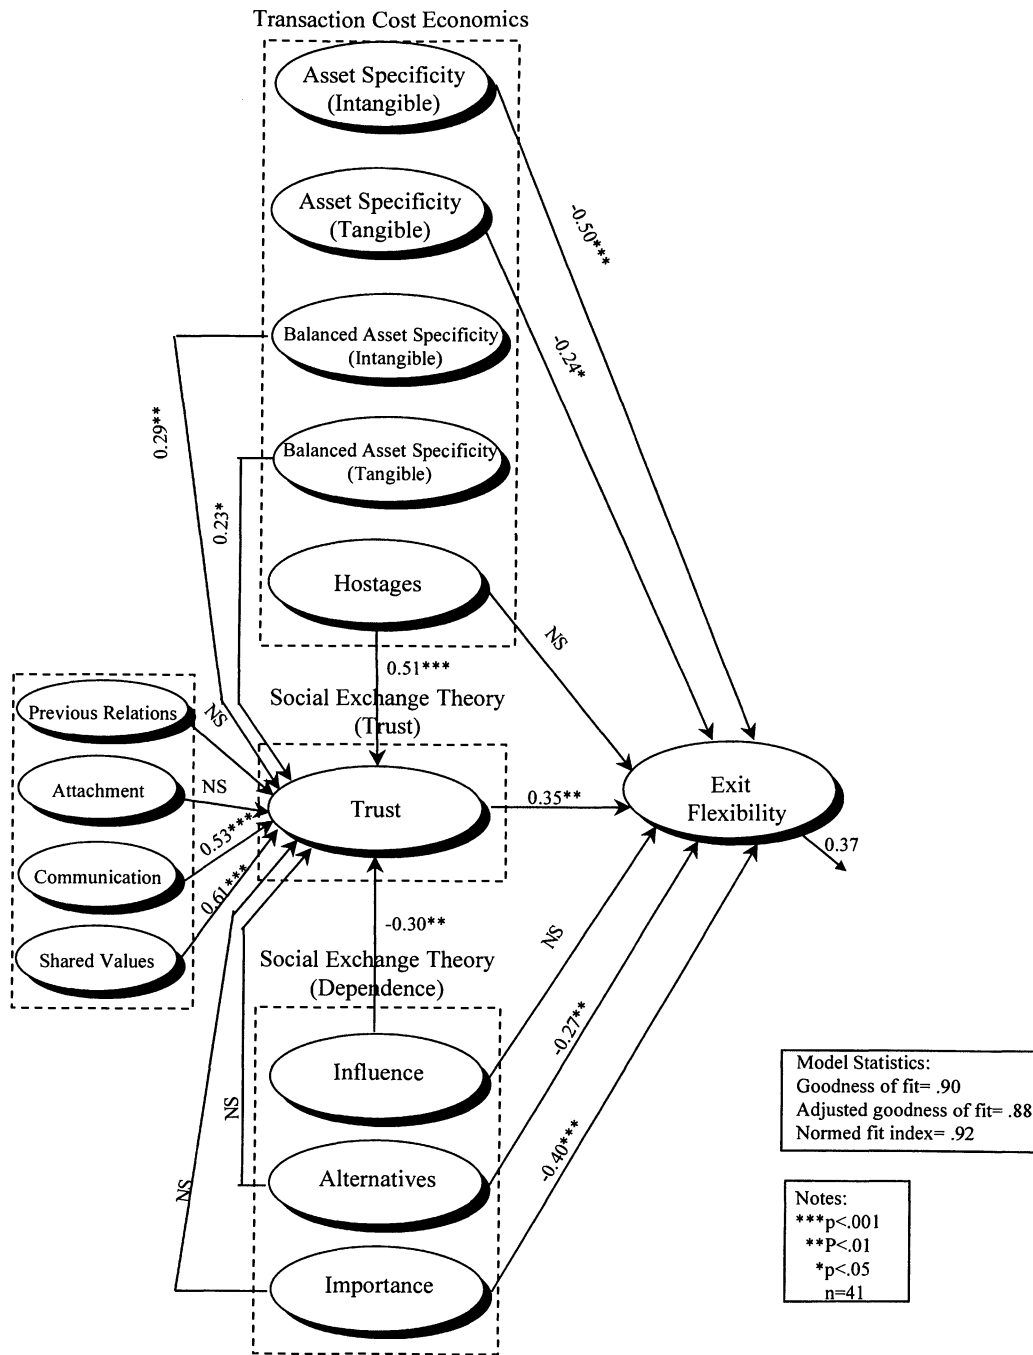 Transaction Cost Economics
Asset Specificity
(Intangible)
Asset Specificity
(Tangible)
-0.50***
Balanced Asset Specificity
(Intangible)
-0.24*
0.29**
Balanced Asset Specificity
(Tangible)
0.23*
Hostages
NS
0.51***
Social Exchange Theory
(Trust)
Previous Relations
NS
Attachment
NS
Trust
0.35**
Exit
Flexibility
0.37
Communication
0.53***
0.61***
Shared Values
-0.30**
Social Exchange Theory
(Dependence)
NS
-0.27**
Influence
NS
-0.40***
Alternatives
NS
Importance
Model Statistics:
Goodness of fit= .90
Adjusted goodness of fit= .88
Normed fit index= .92
Notes:
***p<.001
**P<.01
*p<.05
n=41